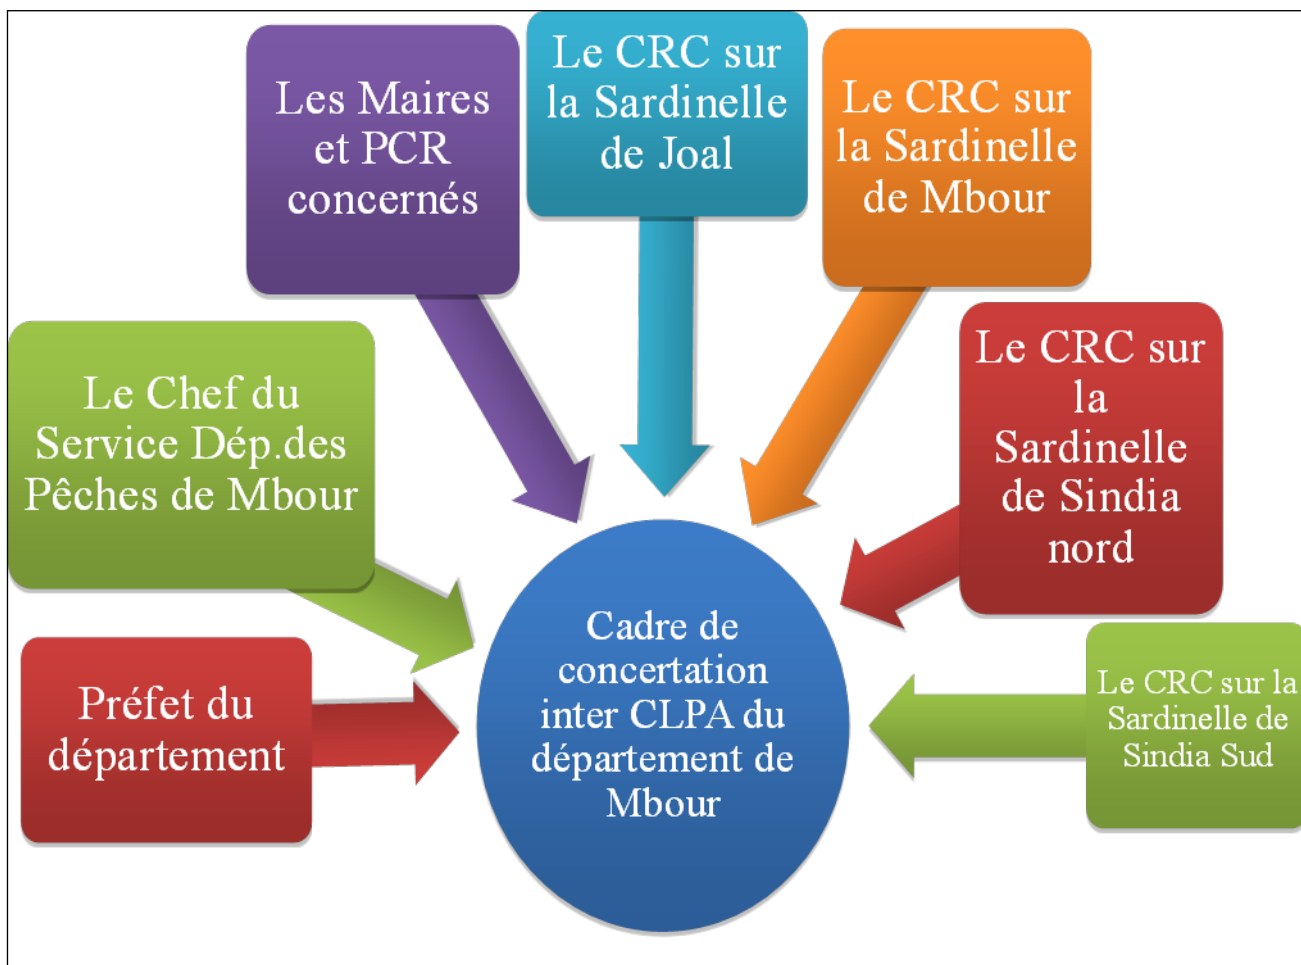 Les Maires
et PCR
concernés
Le CRC sur
la Sardinelle
de Joal
Le CRC sur
la Sardinelle
de Mbour
Le Chef du
Service Dép.des
Pêches de Mbour
Le CRC sur
la
Sardinelle
de Sindia
nord
Préfet du
département
Cadre de
concertation
inter CLPA du
département de
Mbour
Le CRC sur la
Sardinelle de
Sindia Sud